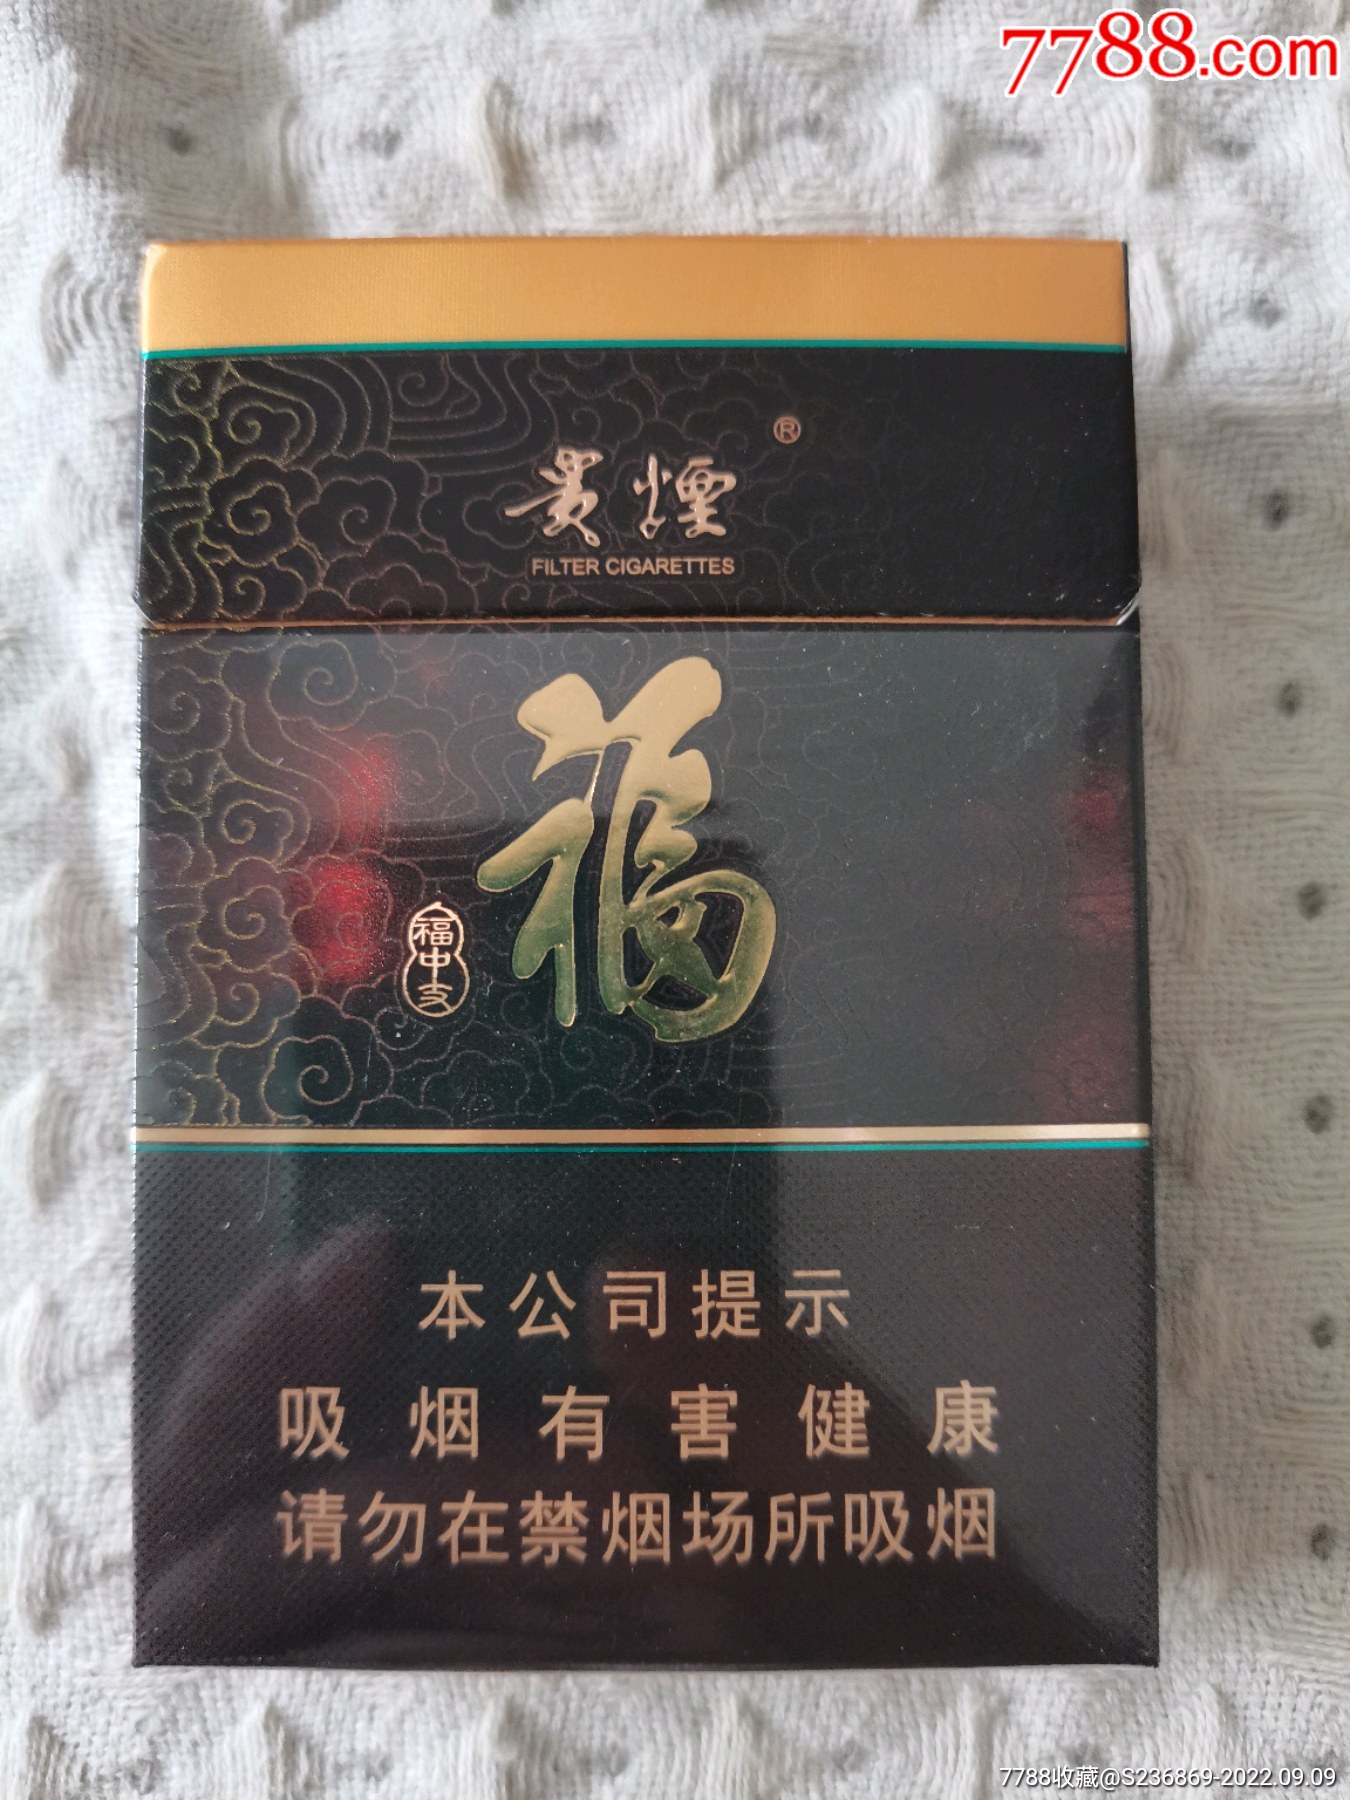 7788.com
貴煙®
FILTER CIGARETTES
福
福中支
本公司提示
吸烟有害健康
请勿在禁烟场所吸烟
7788收藏@S236869-2022.09.09